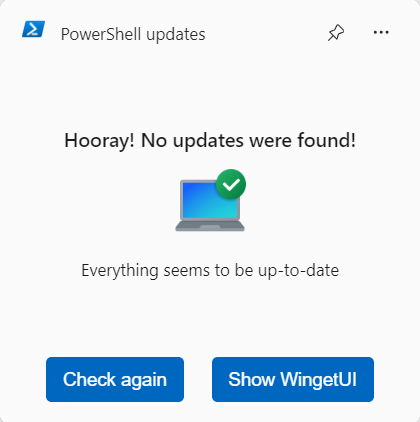 PowerShell updates
Hooray! No updates were found!
Everything seems to be up-to-date
Check again
Show WingetUI